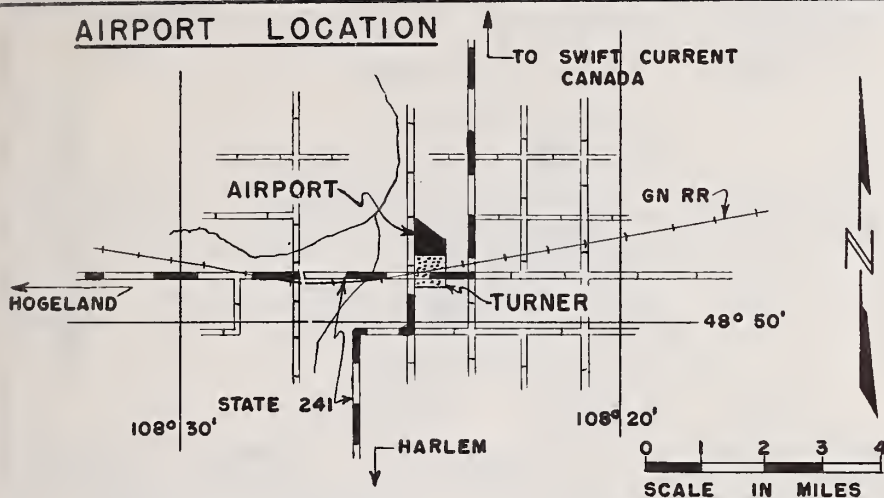 AIRPORT LOCATION
TO SWIFT CURRENT
CANADA
AIRPORT
GN RR
N
HOGELAND
TURNER
48° 50'
STATE 241
108° 30'
108° 20'
HARLEM
0 1 2 3 4
SCALE IN MILES